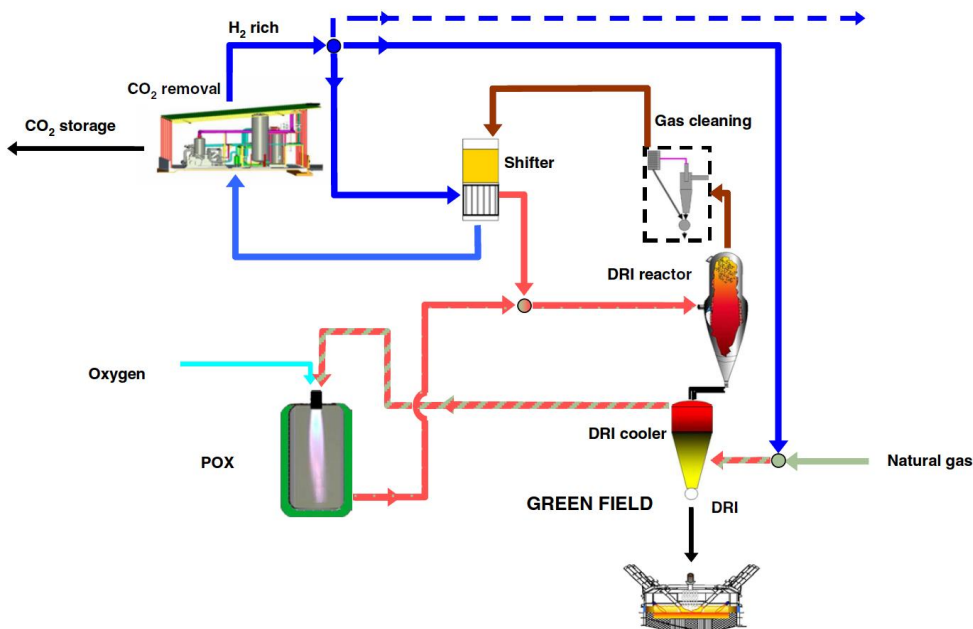 H₂ rich
CO₂ removal
CO₂ storage
Gas cleaning
Shifter
DRI reactor
Oxygen
POX
DRI cooler
Natural gas
GREEN FIELD
DRI